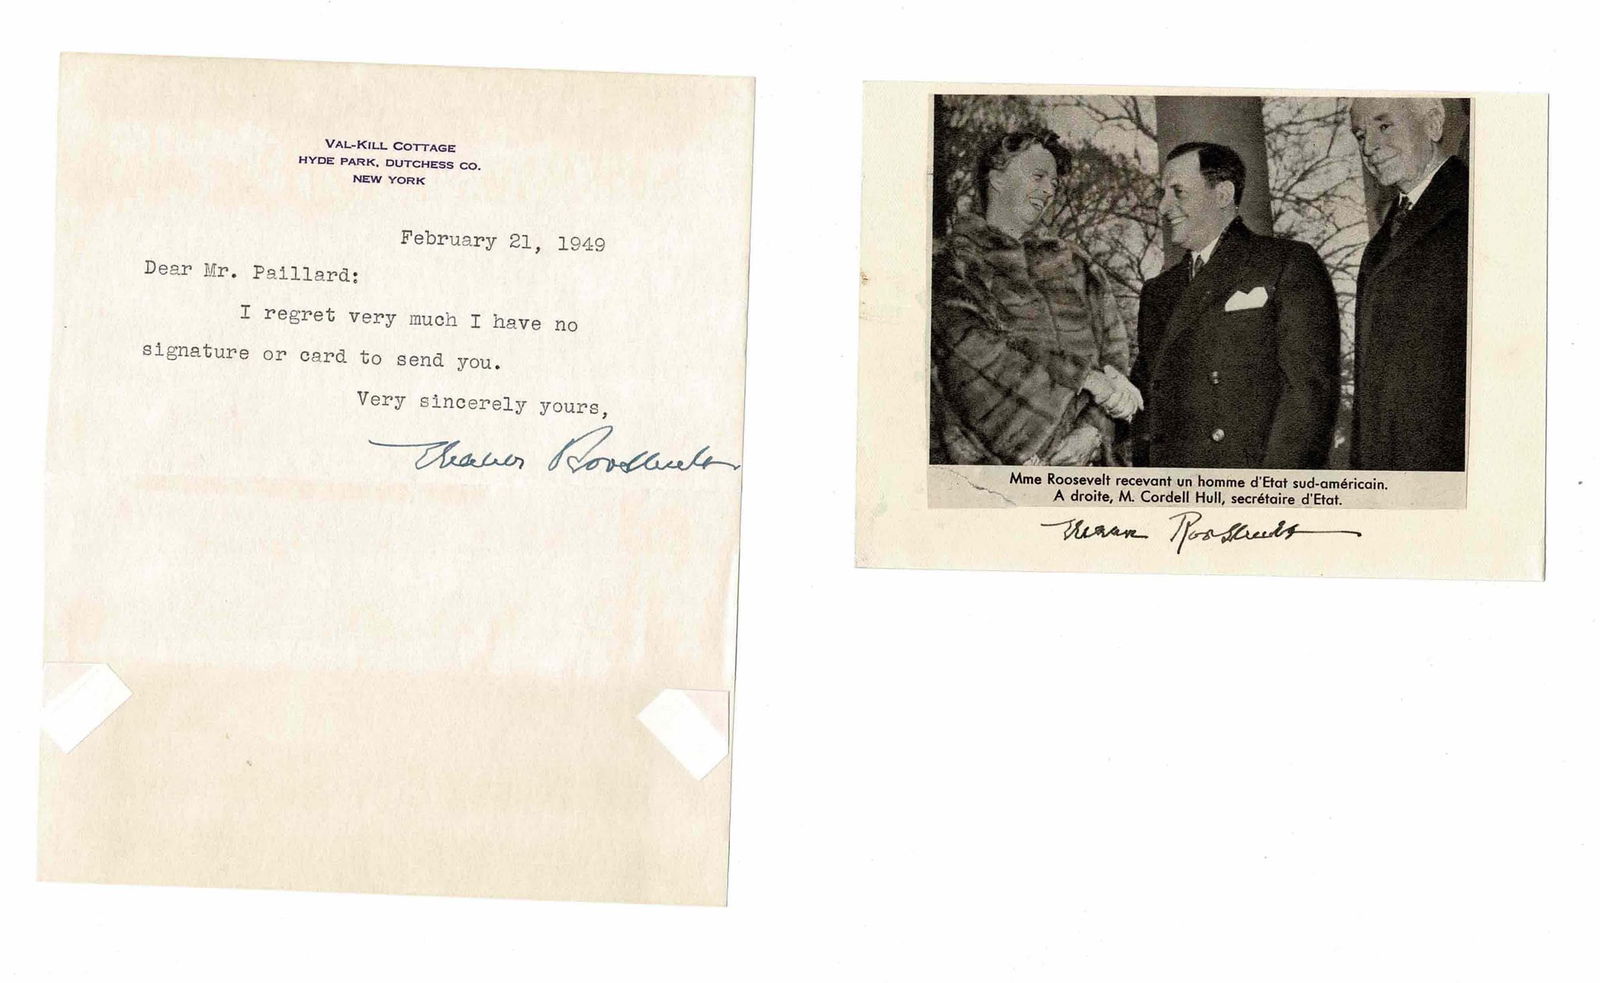 VAL-KILL COTTAGE
HYDE PARK, DUTCHESS CO.
NEW YORK
February 21, 1949
Dear Mr. Paillard:
I regret very much I have no
signature or card to send you.
Very sincerely yours,
Eleanor Roosevelt
Mme Roosevelt recevant un homme d'Etat sud-américain.
A droite, M. Cordell Hull, secrétaire d'Etat.
Eleanor Roosevelt